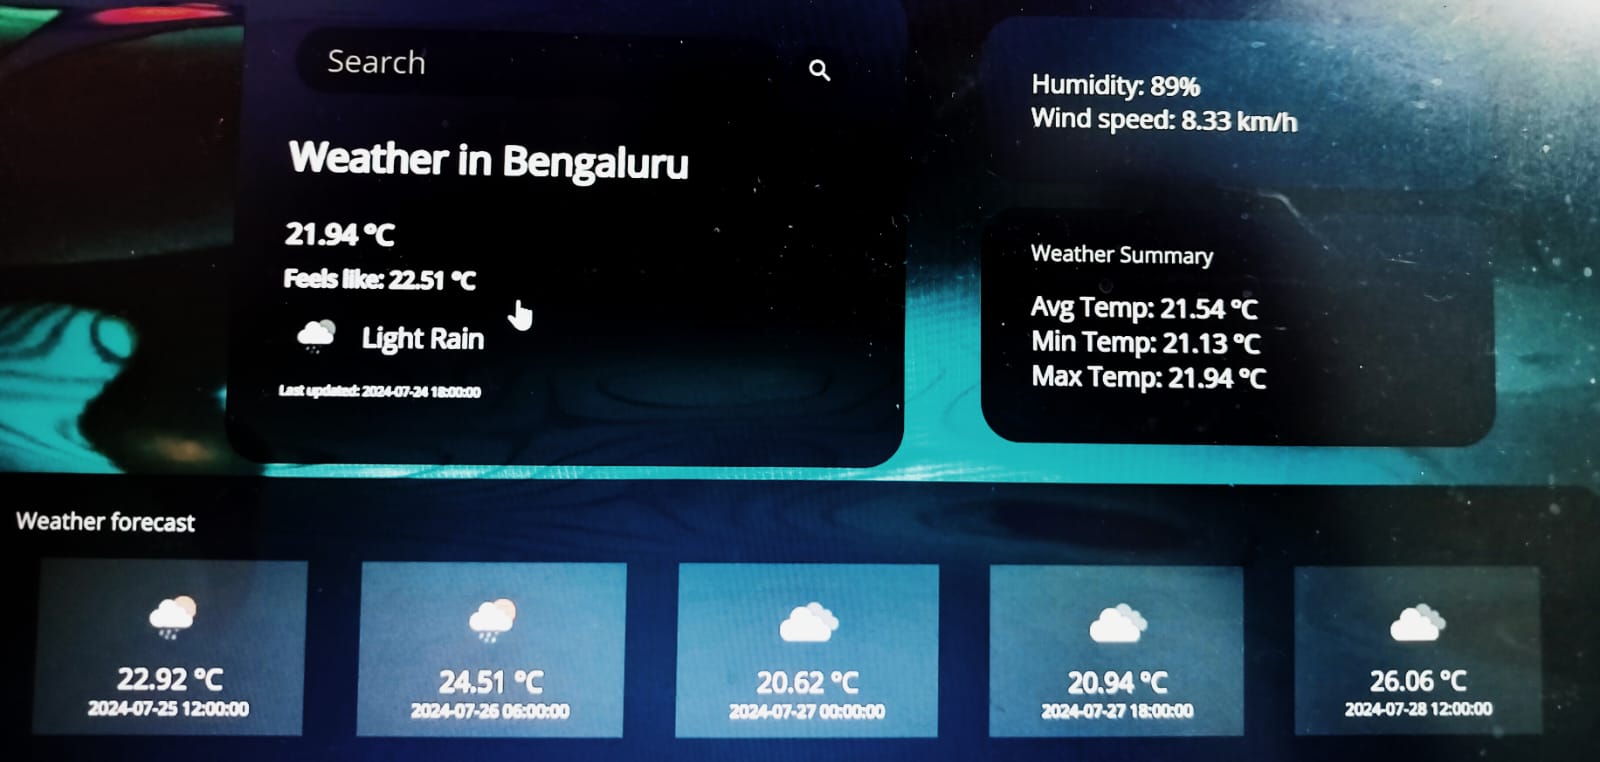 Search
Weather in Bengaluru
21.94 °C
Feels like: 22.51 °C
Light Rain
Last updated: 2024-07-24 18:00:00
Humidity: 89%
Wind speed: 8.33 km/h
Weather Summary
Avg Temp: 21.54 °C
Min Temp: 21.13 °C
Max Temp: 21.94 °C
Weather forecast
22.92 °C
2024-07-25 12:00:00
24.51 °C
2024-07-26 06:00:00
20.62 °C
2024-07-27 00:00:00
20.94 °C
2024-07-27 18:00:00
26.06 °C
2024-07-28 12:00:00